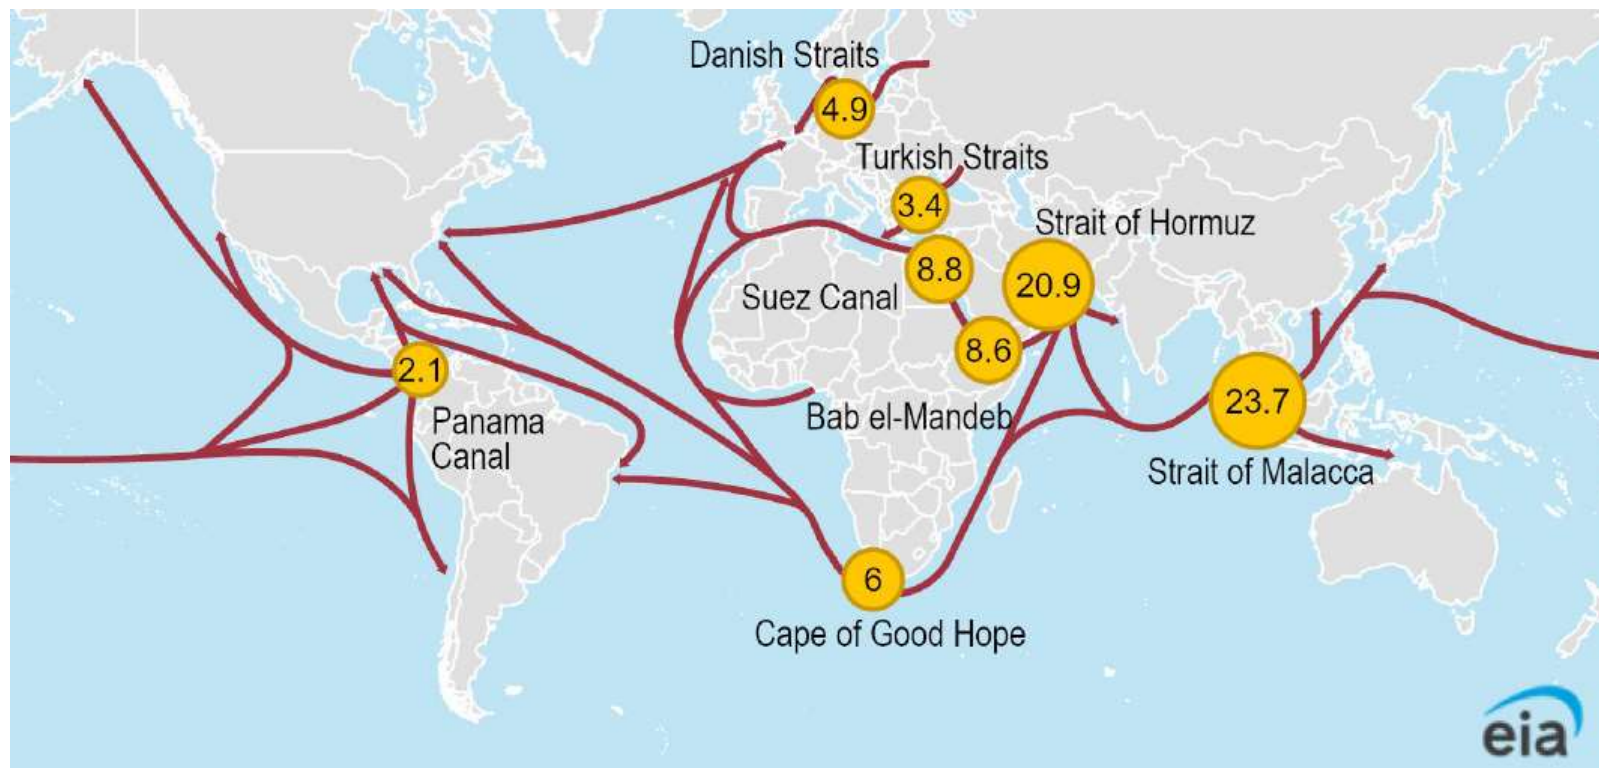 Danish Straits
4.9
Turkish Straits
3.4
Strait of Hormuz
8.8
20.9
Suez Canal
8.6
2.1
Bab el-Mandeb
23.7
Panama
Canal
Strait of Malacca
6
Cape of Good Hope
eia